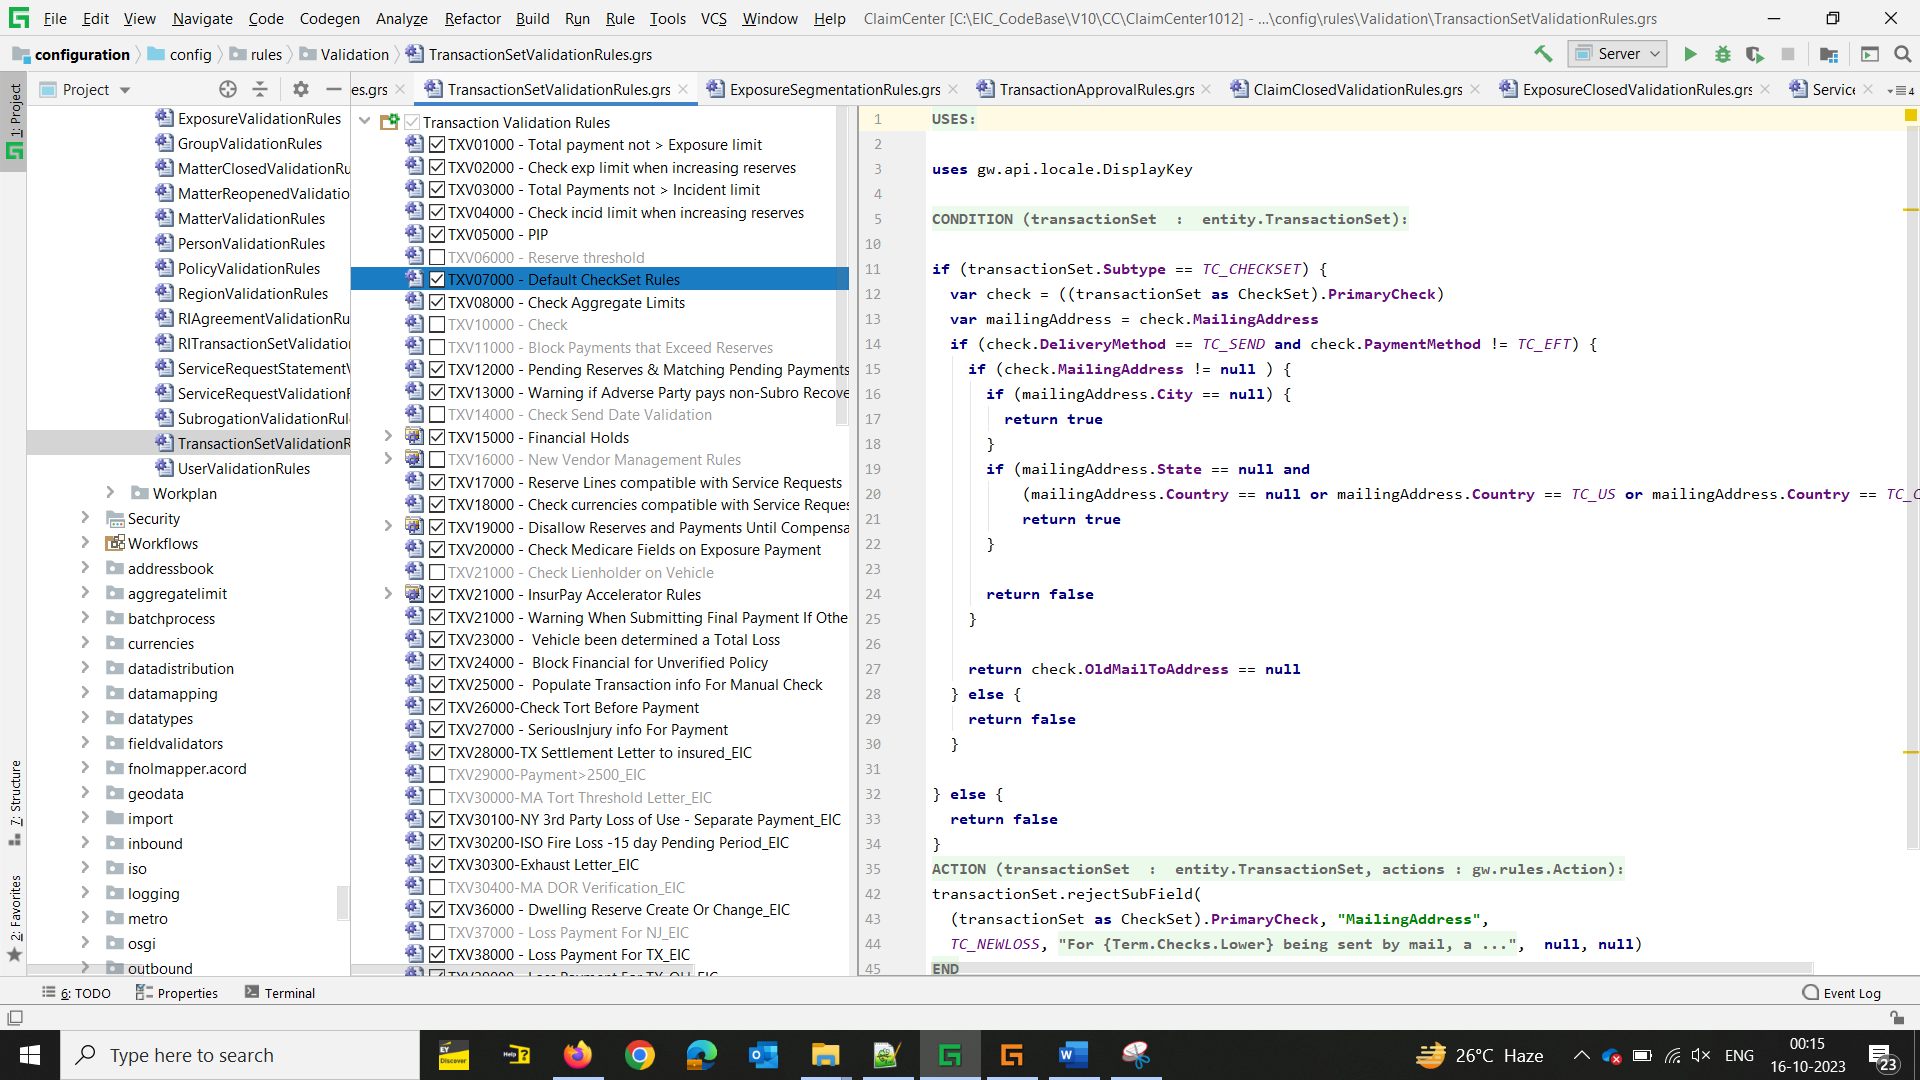 File Edit View Navigate Code Codegen Analyze Refactor Build Run Rule Tools VCS Window Help ClaimCenter [C:\EIC_CodeBase\V10\CC\ClaimCenter1012] - ...\config\rules\Validation\TransactionSetValidationRules.grs
configuration config rules Validation TransactionSetValidationRules.grs Server
Project es.grs TransactionSetValidationRules.grs ExposureSegmentationRules.grs TransactionApprovalRules.grs ClaimClosedValidationRules.grs ExposureClosedValidationRules.grs Service 4
1: Project
7: Structure
2: Favorites
ExposureValidationRules
GroupValidationRules
MatterClosedValidationRu
MatterReopenedValidatio
MatterValidationRules
PersonValidationRules
PolicyValidationRules
RegionValidationRules
RIAgreementValidationRu
RITransactionSetValidatio
ServiceRequestStatementV
ServiceRequestValidationF
SubrogationValidationRul
TransactionSetValidationR
UserValidationRules
Workplan
Security
Workflows
addressbook
aggregatelimit
batchprocess
currencies
datadistribution
datamapping
datatypes
fieldvalidators
fnolmapper.acord
geodata
import
inbound
iso
logging
metro
osgi
outbound
Transaction Validation Rules
TXV01000 - Total payment not > Exposure limit
TXV02000 - Check exp limit when increasing reserves
TXV03000 - Total Payments not > Incident limit
TXV04000 - Check incid limit when increasing reserves
TXV05000 - PIP
TXV06000 - Reserve threshold
TXV07000 - Default CheckSet Rules
TXV08000 - Check Aggregate Limits
TXV10000 - Check
TXV11000 - Block Payments that Exceed Reserves
TXV12000 - Pending Reserves & Matching Pending Payments
TXV13000 - Warning if Adverse Party pays non-Subro Recove
TXV14000 - Check Send Date Validation
TXV15000 - Financial Holds
TXV16000 - New Vendor Management Rules
TXV17000 - Reserve Lines compatible with Service Requests
TXV18000 - Check currencies compatible with Service Reques
TXV19000 - Disallow Reserves and Payments Until Compensa
TXV20000 - Check Medicare Fields on Exposure Payment
TXV21000 - Check Lienholder on Vehicle
TXV21000 - InsurPay Accelerator Rules
TXV21000 - Warning When Submitting Final Payment If Othe
TXV23000 -  Vehicle been determined a Total Loss
TXV24000 -  Block Financial for Unverified Policy
TXV25000 -  Populate Transaction info For Manual Check
TXV26000-Check Tort Before Payment
TXV27000 - SeriousInjury info For Payment
TXV28000-TX Settlement Letter to insured_EIC
TXV29000-Payment>2500_EIC
TXV30000-MA Tort Threshold Letter_EIC
TXV30100-NY 3rd Party Loss of Use - Separate Payment_EIC
TXV30200-ISO Fire Loss -15 day Pending Period_EIC
TXV30300-Exhaust Letter_EIC
TXV30400-MA DOR Verification_EIC
TXV36000 - Dwelling Reserve Create Or Change_EIC
TXV37000 - Loss Payment For NJ_EIC
TXV38000 - Loss Payment For TX_EIC
1 USES:
2
3 uses gw.api.locale.DisplayKey
4
5 CONDITION (transactionSet  :  entity.TransactionSet):
10
11 if (transactionSet.Subtype == TC_CHECKSET) {
12 var check = ((transactionSet as CheckSet).PrimaryCheck)
13 var mailingAddress = check.MailingAddress
14 if (check.DeliveryMethod == TC_SEND and check.PaymentMethod != TC_EFT) {
15 if (check.MailingAddress != null ) {
16 if (mailingAddress.City == null) {
17 return true
18 }
19 if (mailingAddress.State == null and
20 (mailingAddress.Country == null or mailingAddress.Country == TC_US or mailingAddress.Country == TC_C
21 return true
22 }
23
24 return false
25 }
26
27 return check.OldMailToAddress == null
28 } else {
29 return false
30 }
31
32 } else {
33 return false
34 }
35 ACTION (transactionSet  :  entity.TransactionSet, actions : gw.rules.Action):
42 transactionSet.rejectSubField(
43 (transactionSet as CheckSet).PrimaryCheck, "MailingAddress",
44 TC_NEWLOSS, "For {Term.Checks.Lower} being sent by mail, a ...",  null, null)
45 END
6: TODO Properties Terminal Event Log
Type here to search EY Discover Help ? 26°C Haze ENG 00:15
16-10-2023 23